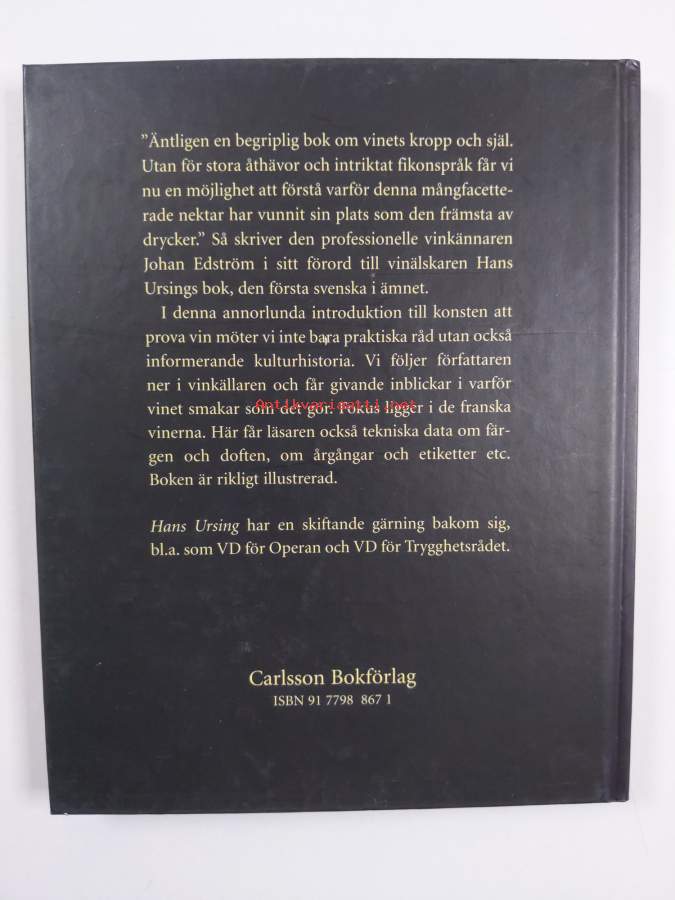 ”Äntligen en begriplig bok om vinets kropp och själ.
Utan för stora åthävor och intriktat fikonspråk får vi
nu en möjlighet att förstå varför denna mångfacette-
rade nektar har vunnit sin plats som den främsta av
drycker.” Så skriver den professionelle vinkännaren
Johan Edström i sitt förord till vinälskaren Hans
Ursings bok, den första svenska i ämnet.
I denna annorlunda introduktion till konsten att
prova vin möter vi inte bara praktiska råd utan också
informerande kulturhistoria. Vi följer författaren
ner i vinkällaren och får givande inblickar i varför
vinet smakar som det gör. Fokus ligger i de franska
Antikvariaatti.net
vinerna. Här får läsaren också tekniska data om fär-
gen och doften, om årgångar och etiketter etc.
Boken är rikligt illustrerad.
Hans Ursing har en skiftande gärning bakom sig,
bl.a. som VD för Operan och VD för Trygghetsrådet.
Carlsson Bokförlag
ISBN 91 7798 867 1